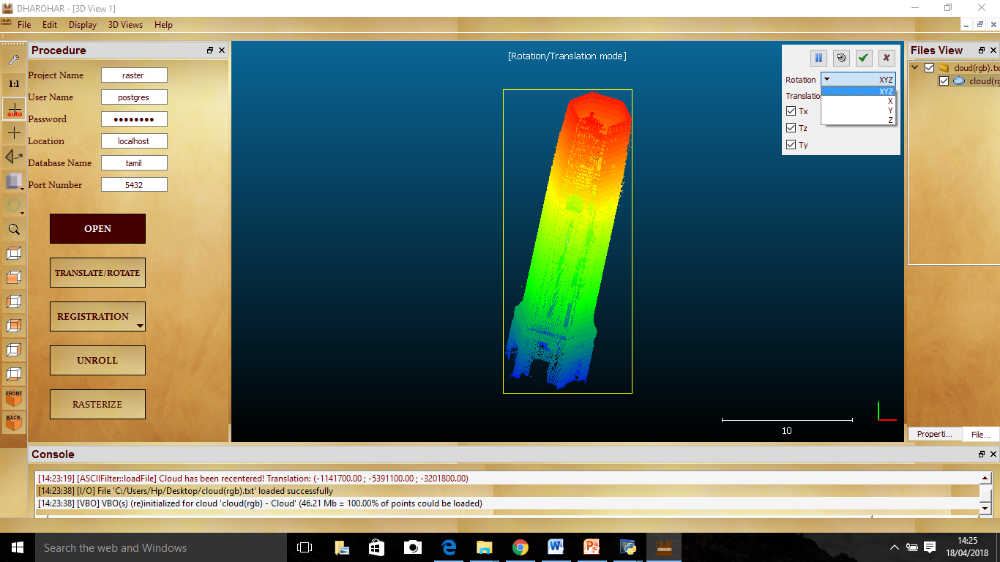 DHAROHAR - [3D View 1]
File Edit Display 3D Views Help
Procedure
Project Name raster
User Name postgres
Password ●●●●●●●●
Location localhost
Database Name tamil
Port Number 5432
OPEN
TRANSLATE/ROTATE
REGISTRATION
UNROLL
RASTERIZE
1:1
auto
FRONT
BACK
[Rotation/Translation mode]
Rotation XYZ
XYZ
X
Y
Z
Translatio
Tx
Tz
Ty
10
Files View
cloud(rgb).tx
cloud(rg
Properti... File...
Console
[14:23:19] [ASCIIFilter::loadFile] Cloud has been recentered! Translation: (-1141700.00 ; -5391100.00 ; -3201800.00)
[14:23:38] [I/O] File 'C:/Users/Hp/Desktop/cloud(rgb).txt' loaded successfully
[14:23:38] [VBO] VBO(s) (re)initialized for cloud 'cloud(rgb) - Cloud' (46.21 Mb = 100.00% of points could be loaded)
Search the web and Windows
14:25
18/04/2018